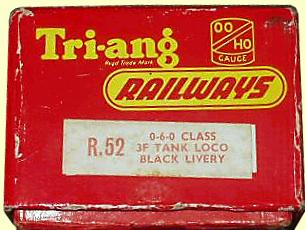 Tri-ang
Regd Trade Mark
OO
HO
GAUGE
RAILWAYS
R.52
0-6-0 CLASS
3F TANK LOCO
BLACK LIVERY